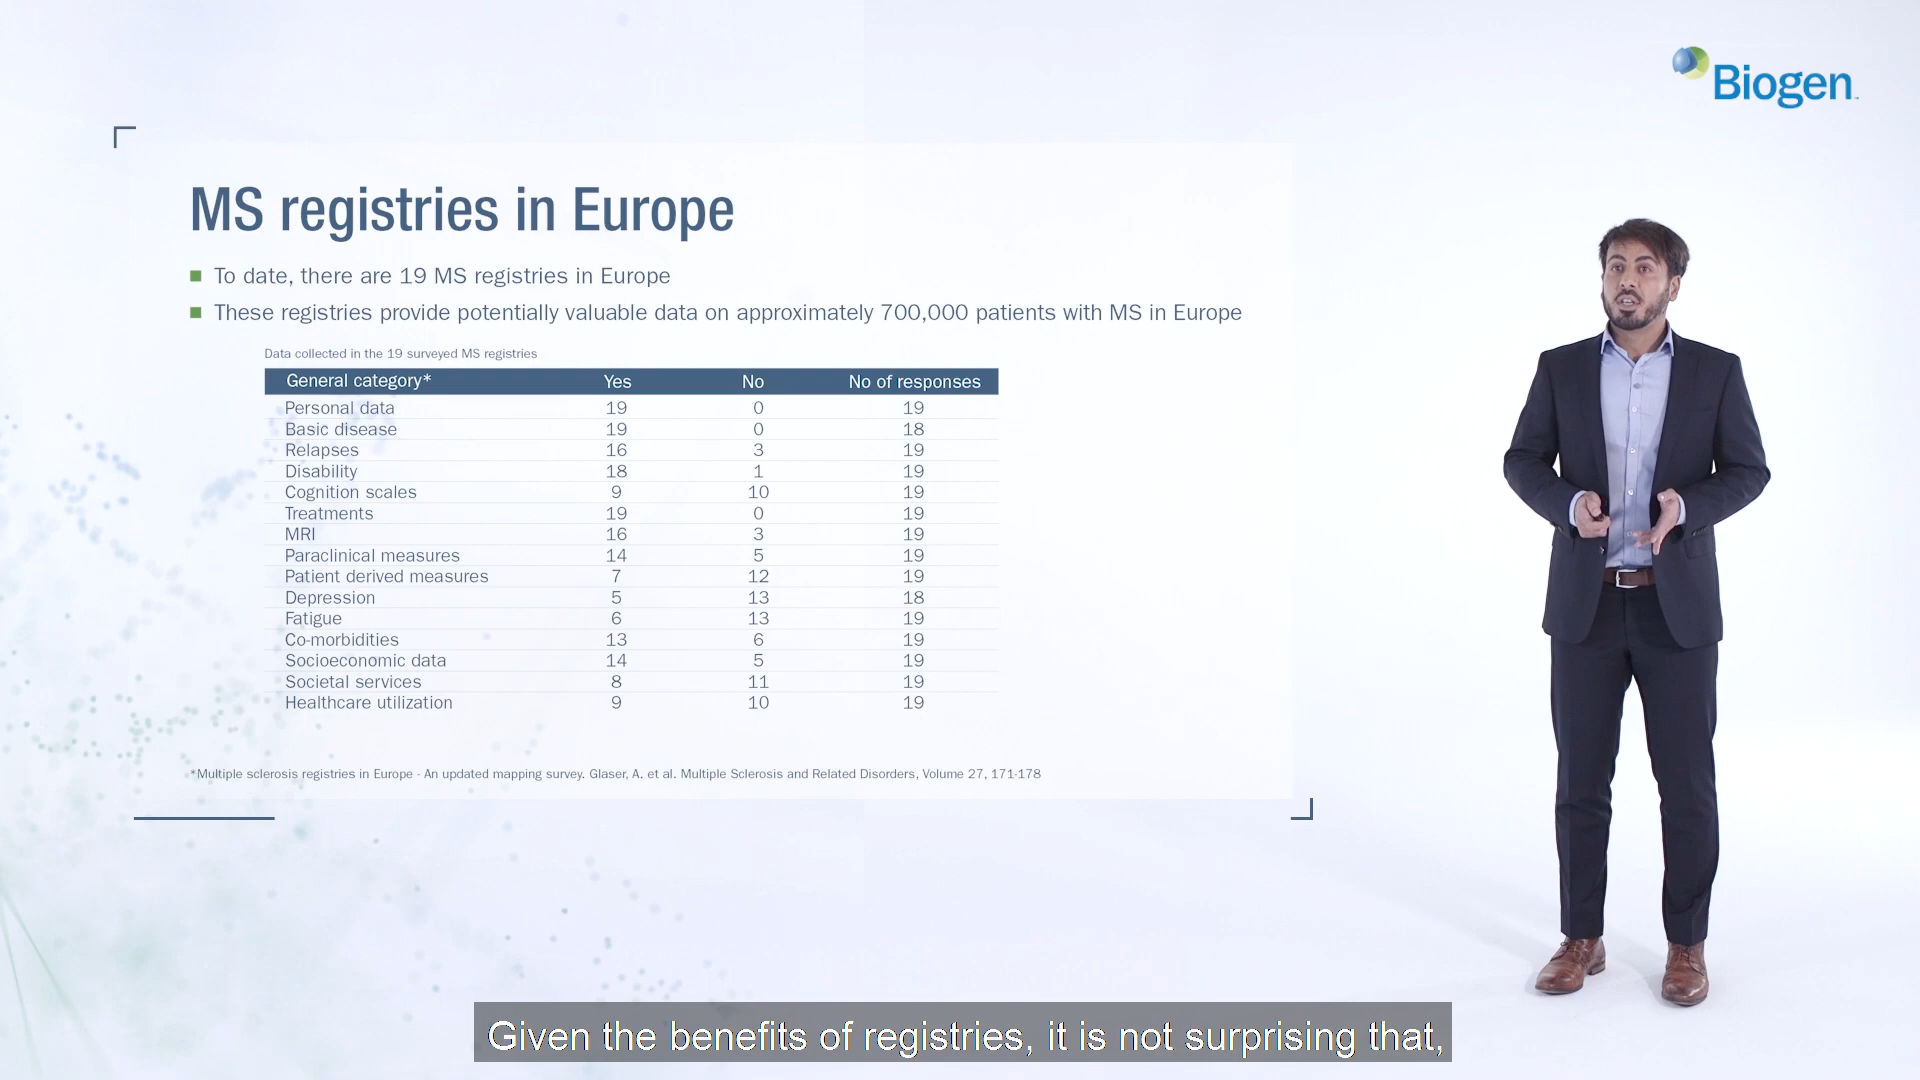 Biogen
MS registries in Europe
To date, there are 19 MS registries in Europe
These registries provide potentially valuable data on approximately 700,000 patients with MS in Europe
Data collected in the 19 surveyed MS registries
General category* Yes No No of responses
Personal data 19 0 19
Basic disease 19 0 18
Relapses 16 3 19
Disability 18 1 19
Cognition scales 9 10 19
Treatments 19 0 19
MRI 16 3 19
Paraclinical measures 14 5 19
Patient derived measures 7 12 19
Depression 5 13 18
Fatigue 6 13 19
Co-morbidities 13 6 19
Socioeconomic data 14 5 19
Societal services 8 11 19
Healthcare utilization 9 10 19
*Multiple sclerosis registries in Europe - An updated mapping survey. Glaser, A. et al. Multiple Sclerosis and Related Disorders, Volume 27, 171-178
Given the benefits of registries, it is not surprising that,